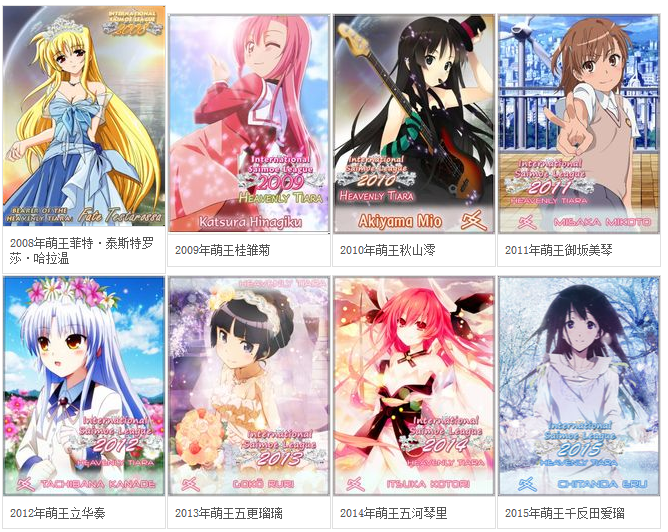 INTERNATIONAL
SAIMOE LEAGUE
2008
BEARER OF THE
HEAVENLY TIARA:
Fate Testarossa
2008年萌王菲特·泰斯特罗
莎·哈拉温
International
Saimoe League
2009
HEAVENLY TIARA
Katsura Hinagiku
2009年萌王桂雏菊
International
Saimoe League
2010
HEAVENLY TIARA
Akiyama Mio
2010年萌王秋山澪
International
Saimoe League
2011
HEAVENLY TIARA
MISAKA MIKOTO
2011年萌王御坂美琴
International
Saimoe League
2012
HEAVENLY TIARA
TACHIBANA KANADE
2012年萌王立华奏
HEAVENLY TIARA
International
Saimoe League
2013
GOKŌ RURI
2013年萌王五更瑠璃
International
Saimoe League
2014
HEAVENLY TIARA
ITSUKA KOTORI
2014年萌王五河琴里
International
Saimoe League
2015
HEAVENLY TIARA
CHITANDA ERU
2015年萌王千反田爱瑠